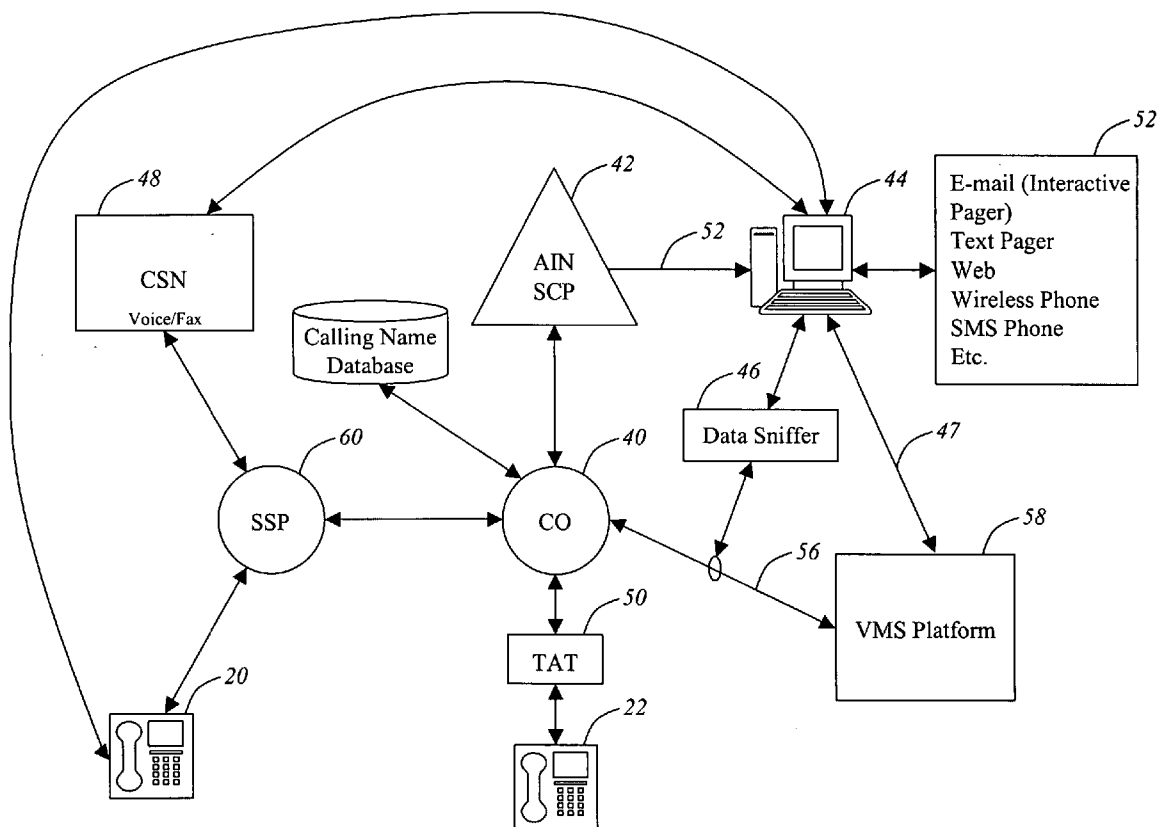 52
48
42
44
E-mail (Interactive
Pager)
Text Pager
Web
Wireless Phone
SMS Phone
Etc.
52
AIN
SCP
CSN
Voice/Fax
Calling Name
Database
46
Data Sniffer
47
60
40
SSP
CO
58
56
50
VMS Platform
TAT
20
22